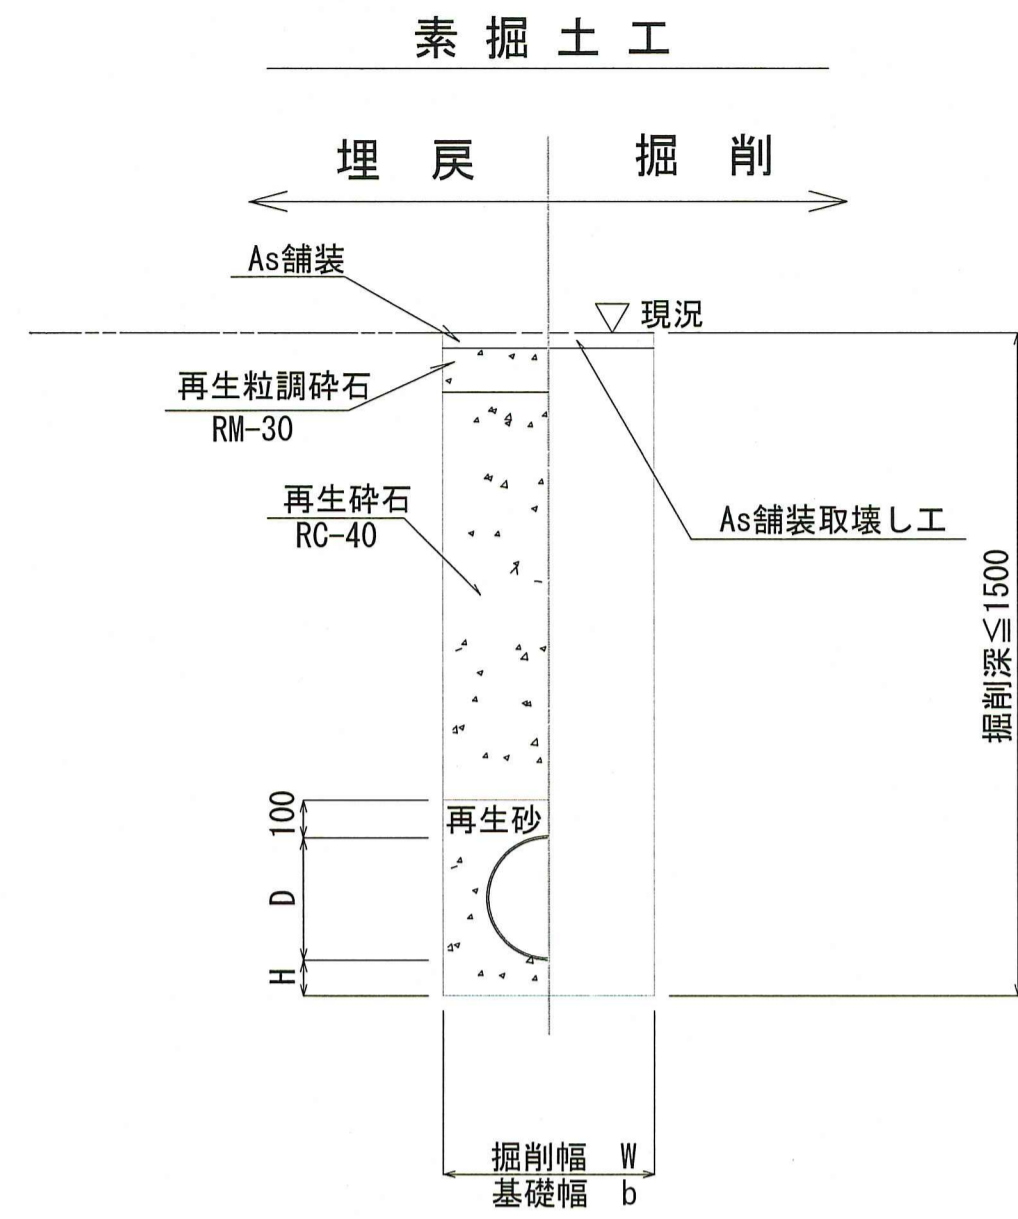 素掘土工
埋戻
掘削
As舗装
現況
再生粒調砕石
RM-30
再生砕石
RC-40
As舗装取壊し工
掘削深≦1500
100
再生砂
D
H
掘削幅 W
基礎幅 b